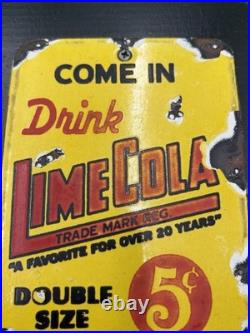 COME IN
Drink
LIME COLA
TRADE MARK REG.
"A FAVORITE FOR OVER 20 YEARS"
DOUBLE
SIZE
5¢